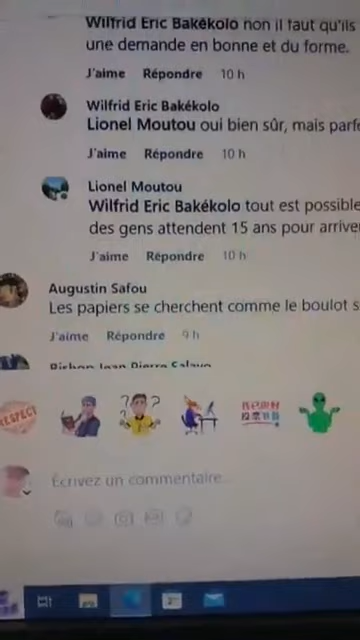 Wilfrid Eric Bakékolo non il faut qu'ils
une demande en bonne et du forme.
J'aime Répondre 10 h
Wilfrid Eric Bakékolo
Lionel Moutou oui bien sûr, mais parf
J'aime Répondre 10 h
Lionel Moutou
Wilfrid Eric Bakékolo tout est possible
des gens attendent 15 ans pour arrive
J'aime Répondre 10 h
Augustin Safou
Les papiers se cherchent comme le boulot s
J'aime Répondre 9 h
RESPECT
Écrivez un commentaire...